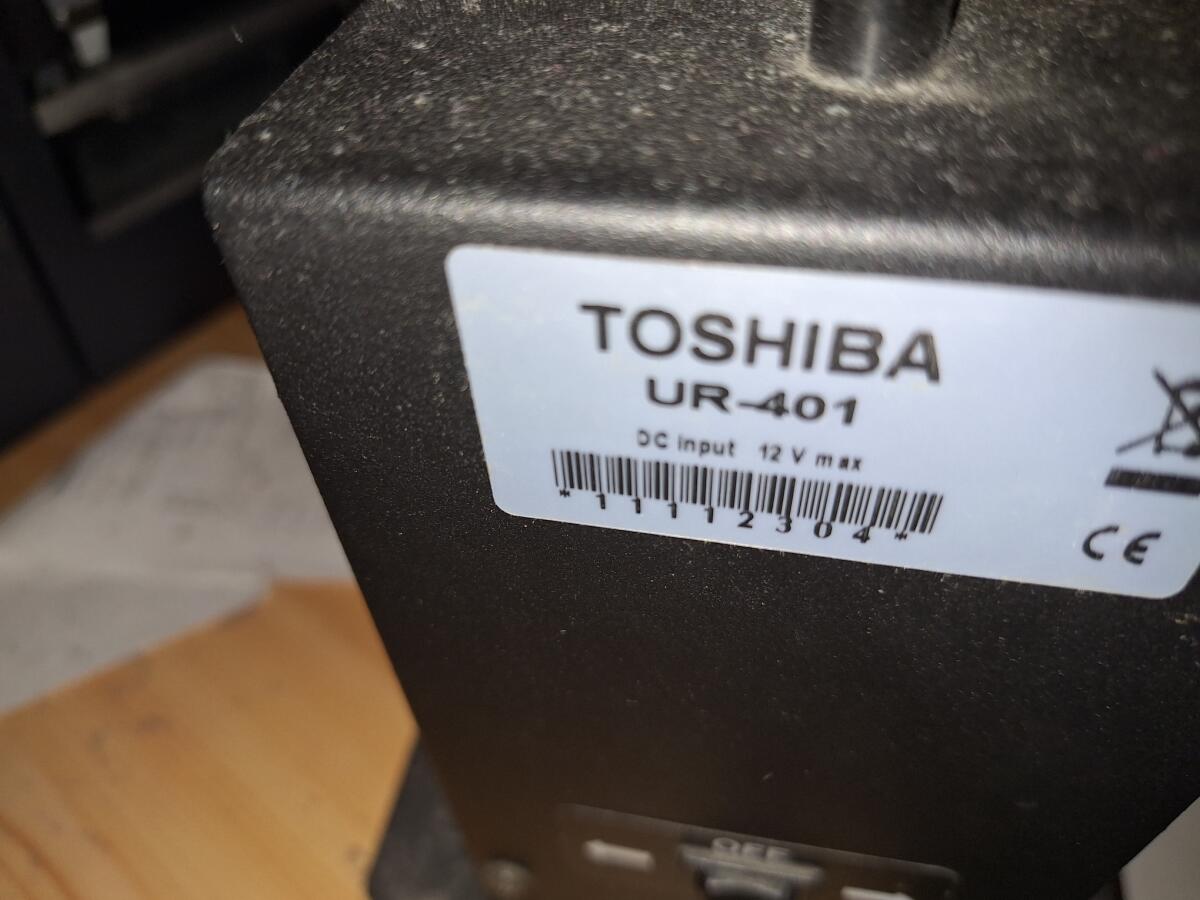 TOSHIBA
UR-401
DC input 12 V max
*11112304*
CE
OFF